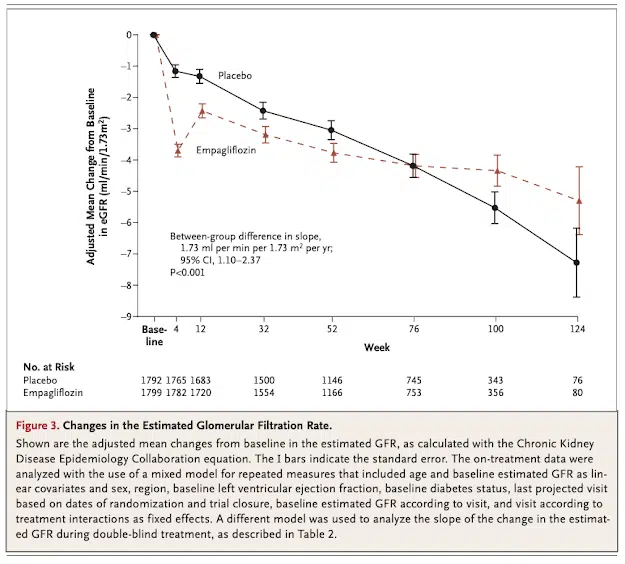 0
−1
−2
−3
−4
−5
−6
−7
−8
−9
Adjusted Mean Change from Baseline
in eGFR (ml/min/1.73m²)
Placebo
Empagliflozin
Between-group difference in slope,
1.73 ml per min per 1.73 m² per yr;
95% CI, 1.10–2.37
P<0.001
Base-
line
4 12 32 52 76 100 124
Week
No. at Risk
Placebo 1792 1765 1683 1500 1146 745 343 76
Empagliflozin 1799 1782 1720 1554 1166 753 356 80
Figure 3. Changes in the Estimated Glomerular Filtration Rate.
Shown are the adjusted mean changes from baseline in the estimated GFR, as calculated with the Chronic Kidney
Disease Epidemiology Collaboration equation. The I bars indicate the standard error. The on-treatment data were
analyzed with the use of a mixed model for repeated measures that included age and baseline estimated GFR as lin-
ear covariates and sex, region, baseline left ventricular ejection fraction, baseline diabetes status, last projected visit
based on dates of randomization and trial closure, baseline estimated GFR according to visit, and visit according to
treatment interactions as fixed effects. A different model was used to analyze the slope of the change in the estimat-
ed GFR during double-blind treatment, as described in Table 2.